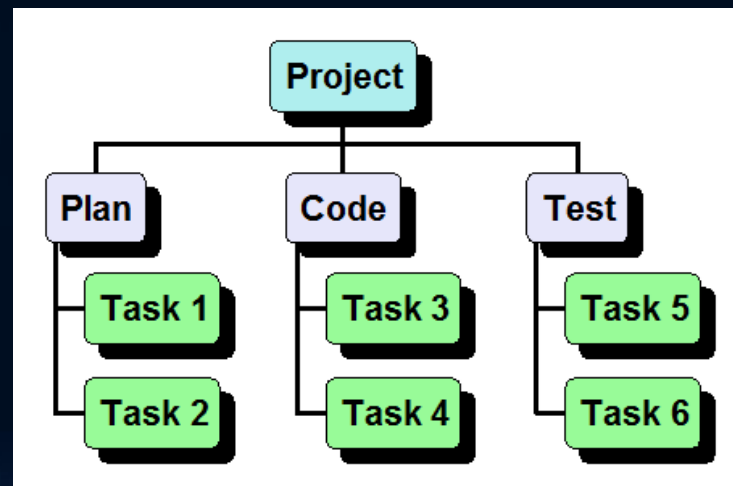 Project
Plan
Code
Test
Task 1
Task 3
Task 5
Task 2
Task 4
Task 6